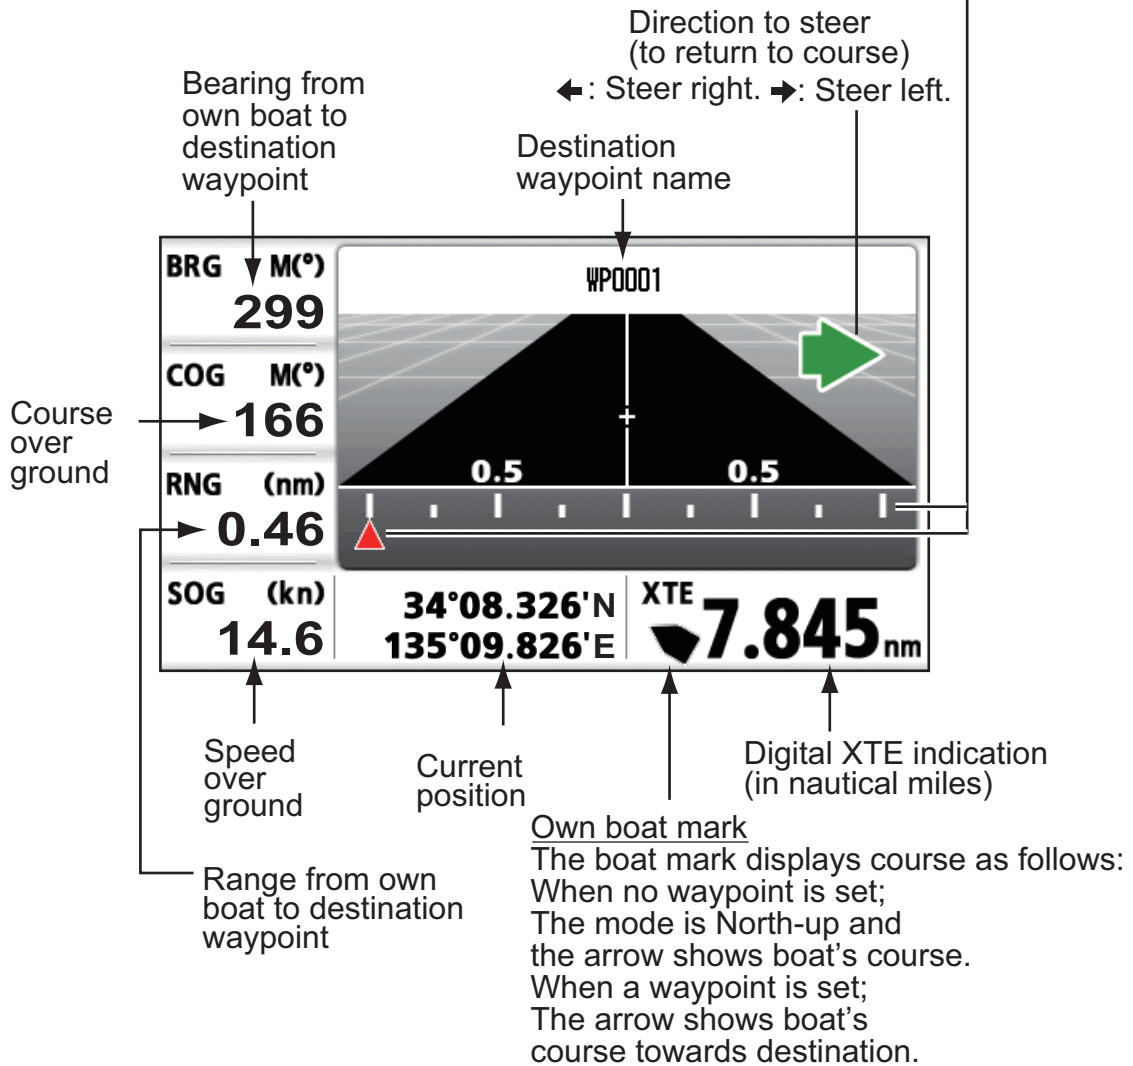 Direction to steer
(to return to course)
←: Steer right. →: Steer left.
Bearing from
own boat to
destination
waypoint
Destination
waypoint name
BRG M(°)
299
WP0001
COG M(°)
166
Course
over
ground
0.5 0.5
RNG (nm)
0.46
SOG (kn)
14.6
34°08.326'N
135°09.826'E
XTE
7.845nm
Speed
over
ground
Current
position
Digital XTE indication
(in nautical miles)
Range from own
boat to destination
waypoint
Own boat mark
The boat mark displays course as follows:
When no waypoint is set;
The mode is North-up and
the arrow shows boat's course.
When a waypoint is set;
The arrow shows boat's
course towards destination.